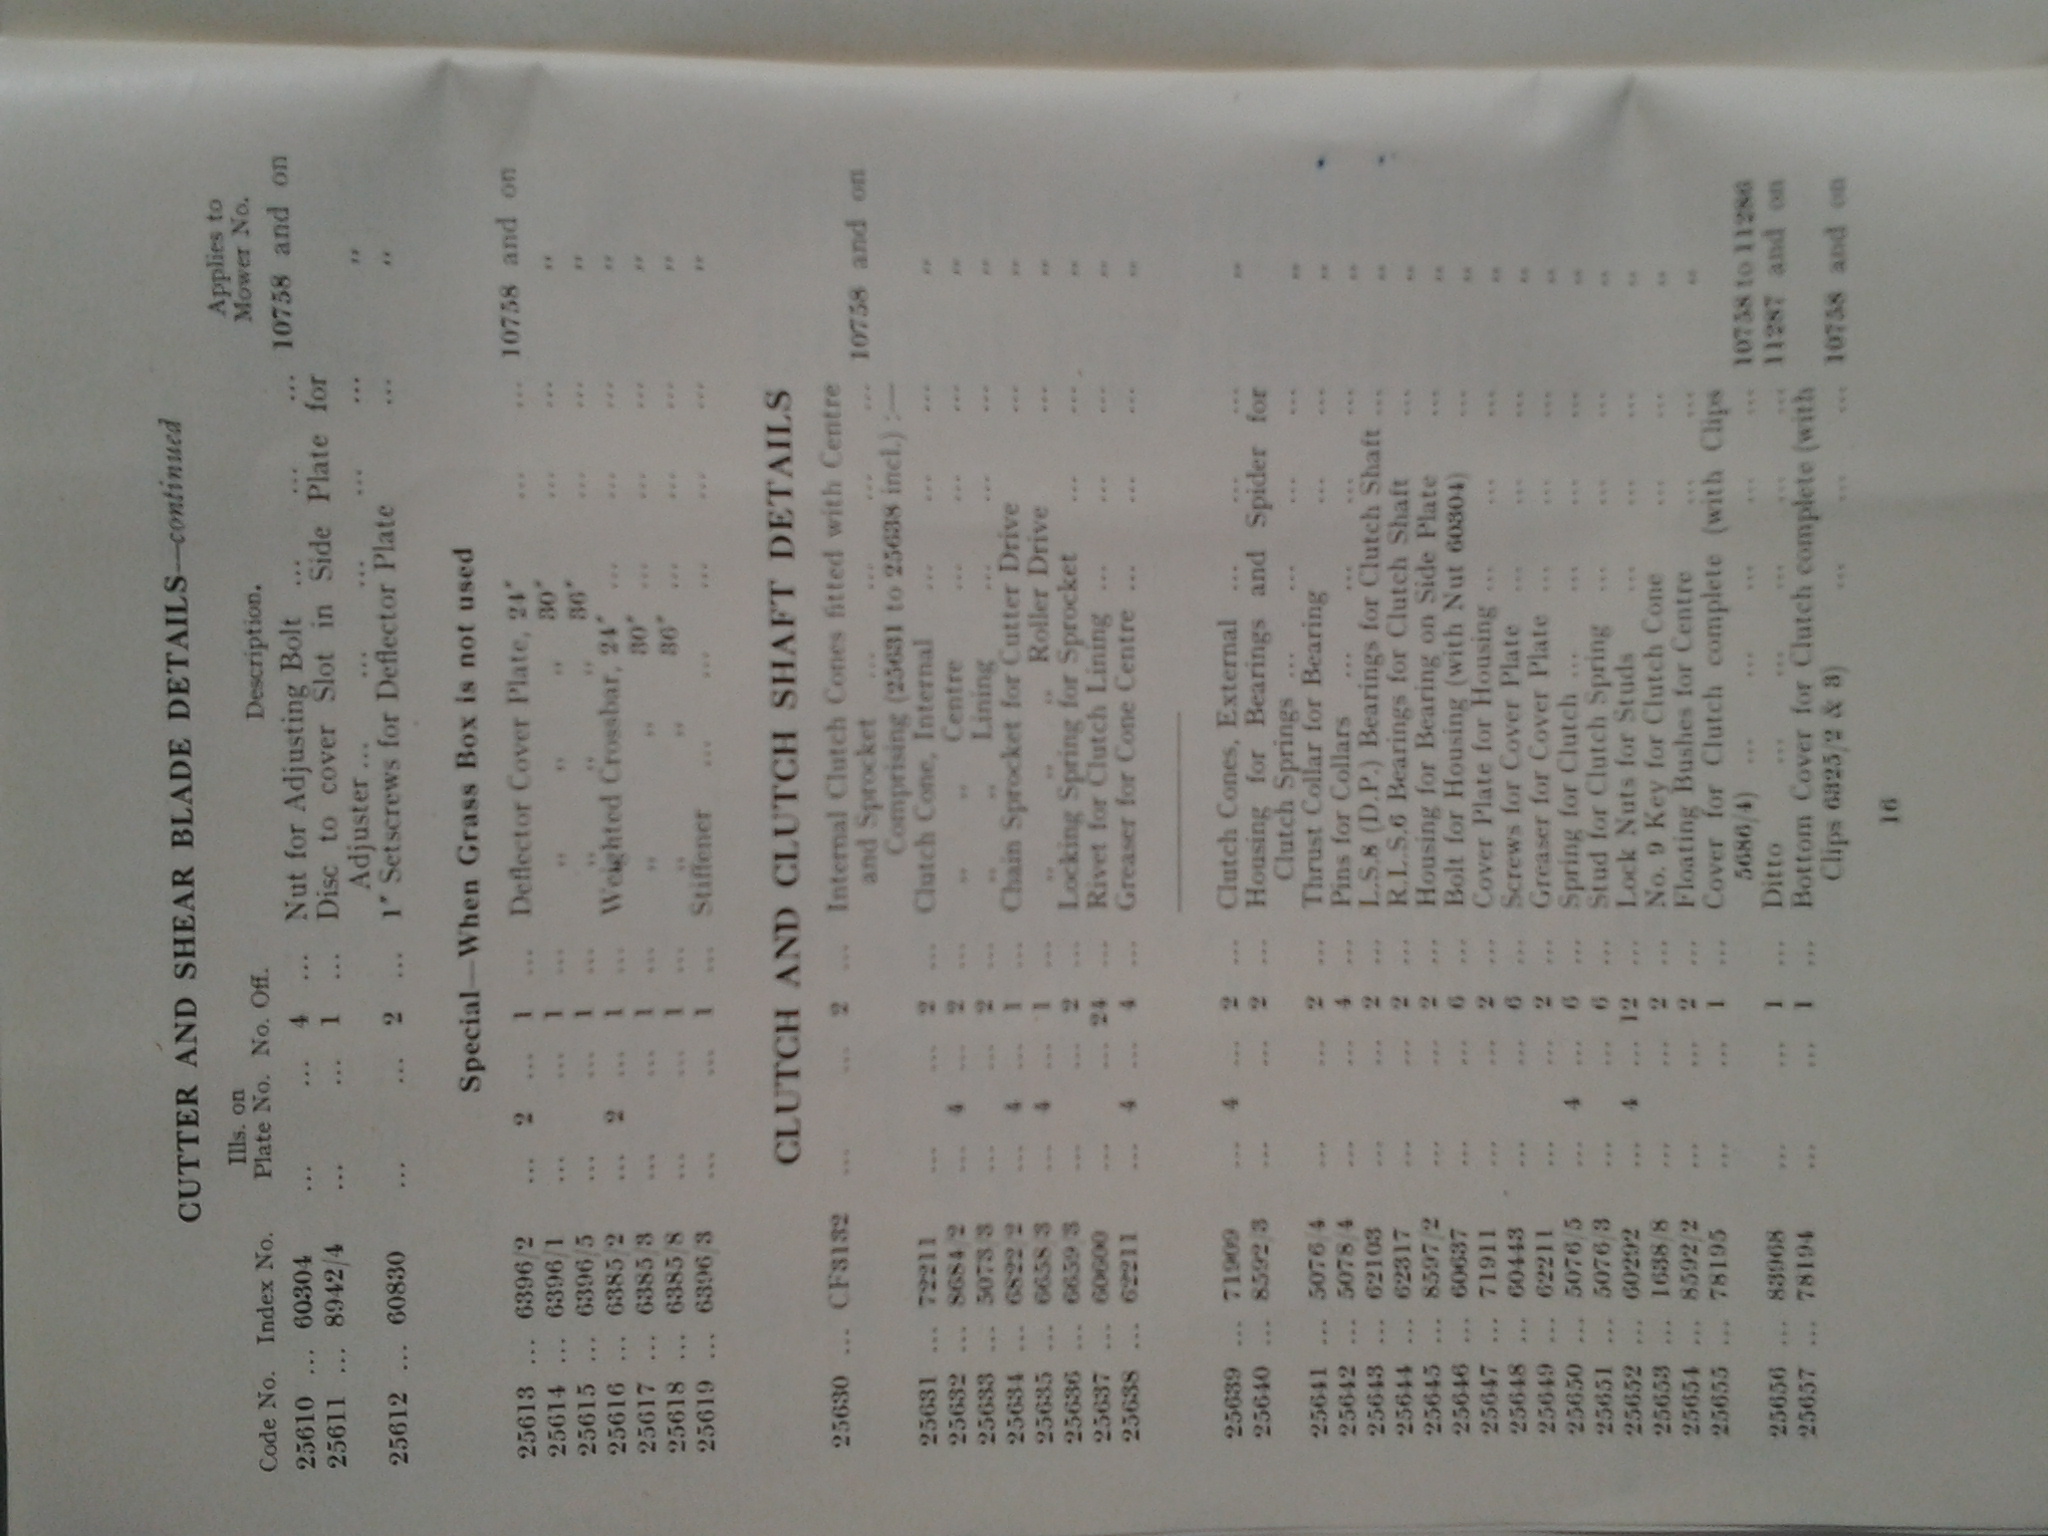 CUTTER AND SHEAR BLADE DETAILS—continued
Ills. on Applies to
Code No. Index No. Plate No. No. Off. Description. Mower No.
25610 ... 60304 ... ... 4 ... Nut for Adjusting Bolt ... ... ... 10758 and on
25611 ... 8942/4 ... ... 1 ... Disc to cover Slot in Side Plate for
Adjuster ... ... ... ... ... „
25612 ... 60830 ... ... 2 ... 1″ Setscrews for Deflector Plate ... „
Special—When Grass Box is not used
25613 ... 6396/2 ... 2 ... 1 ... Deflector Cover Plate, 24″ ... ... 10758 and on
25614 ... 6396/1 ... ... 1 ... „ „ „ 30″ ... ... „
25615 ... 6396/5 ... ... 1 ... „ „ „ 36″ ... ... „
25616 ... 6385/2 ... 2 ... 1 ... Weighted Crossbar, 24″ ... ... ... „
25617 ... 6385/3 ... ... 1 ... „ „ 30″ ... ... ... „
25618 ... 6385/8 ... ... 1 ... „ „ 36″ ... ... ... „
25619 ... 6396/3 ... ... 1 ... Stiffener ... ... ... ... ... „
CLUTCH AND CLUTCH SHAFT DETAILS
25630 ... CF3132 ... ... 2 ... Internal Clutch Cones fitted with Centre
and Sprocket ... ... ... ... 10758 and on
Comprising (25631 to 25638 incl.) :—
25631 ... 72211 ... ... 2 ... Clutch Cone, Internal ... ... ... „
25632 ... 8684/2 ... 4 ... 2 ... „ „ Centre ... ... ... „
25633 ... 5073/3 ... ... 2 ... „ „ Lining ... ... ... „
25634 ... 6822/2 ... 4 ... 1 ... Chain Sprocket for Cutter Drive ... „
25635 ... 6658/3 ... 4 ... 1 ... „ „ „ Roller Drive ... „
25636 ... 6659/3 ... ... 2 ... Locking Spring for Sprocket ... ... „
25637 ... 60600 ... ... 24 ... Rivet for Clutch Lining ... ... ... „
25638 ... 62211 ... 4 ... 4 ... Greaser for Cone Centre ... ... ... „
25639 ... 71909 ... 4 ... 2 ... Clutch Cones, External ... ... ... „
25640 ... 8592/3 ... ... 2 ... Housing for Bearings and Spider for
Clutch Springs ... ... ... ... „
25641 ... 5076/4 ... ... 2 ... Thrust Collar for Bearing ... ... „
25642 ... 5078/4 ... ... 4 ... Pins for Collars ... ... ... ... „
25643 ... 62103 ... ... 2 ... L.S.8 (D.P.) Bearings for Clutch Shaft ... „
25644 ... 62317 ... ... 2 ... R.L.S.6 Bearings for Clutch Shaft ... „
25645 ... 8597/2 ... ... 2 ... Housing for Bearing on Side Plate ... „
25646 ... 60637 ... ... 6 ... Bolt for Housing (with Nut 60304) ... „
25647 ... 71911 ... ... 2 ... Cover Plate for Housing ... ... ... „
25648 ... 60443 ... ... 6 ... Screws for Cover Plate ... ... ... „
25649 ... 62211 ... ... 2 ... Greaser for Cover Plate ... ... ... „
25650 ... 5076/5 ... 4 ... 6 ... Spring for Clutch ... ... ... ... „
25651 ... 5076/3 ... ... 6 ... Stud for Clutch Spring ... ... ... „
25652 ... 60292 ... 4 ... 12 ... Lock Nuts for Studs ... ... ... „
25653 ... 1638/8 ... ... 2 ... No. 9 Key for Clutch Cone ... ... „
25654 ... 8592/2 ... ... 2 ... Floating Bushes for Centre ... ... „
25655 ... 78195 ... ... 1 ... Cover for Clutch complete (with Clips
5686/4) ... ... ... ... ... 10758 to 11286
25656 ... 83968 ... ... 1 ... Ditto ... ... ... ... 11287 and on
25657 ... 78194 ... ... 1 ... Bottom Cover for Clutch complete (with
Clips 6325/2 & 3) ... ... ... 10758 and on
16